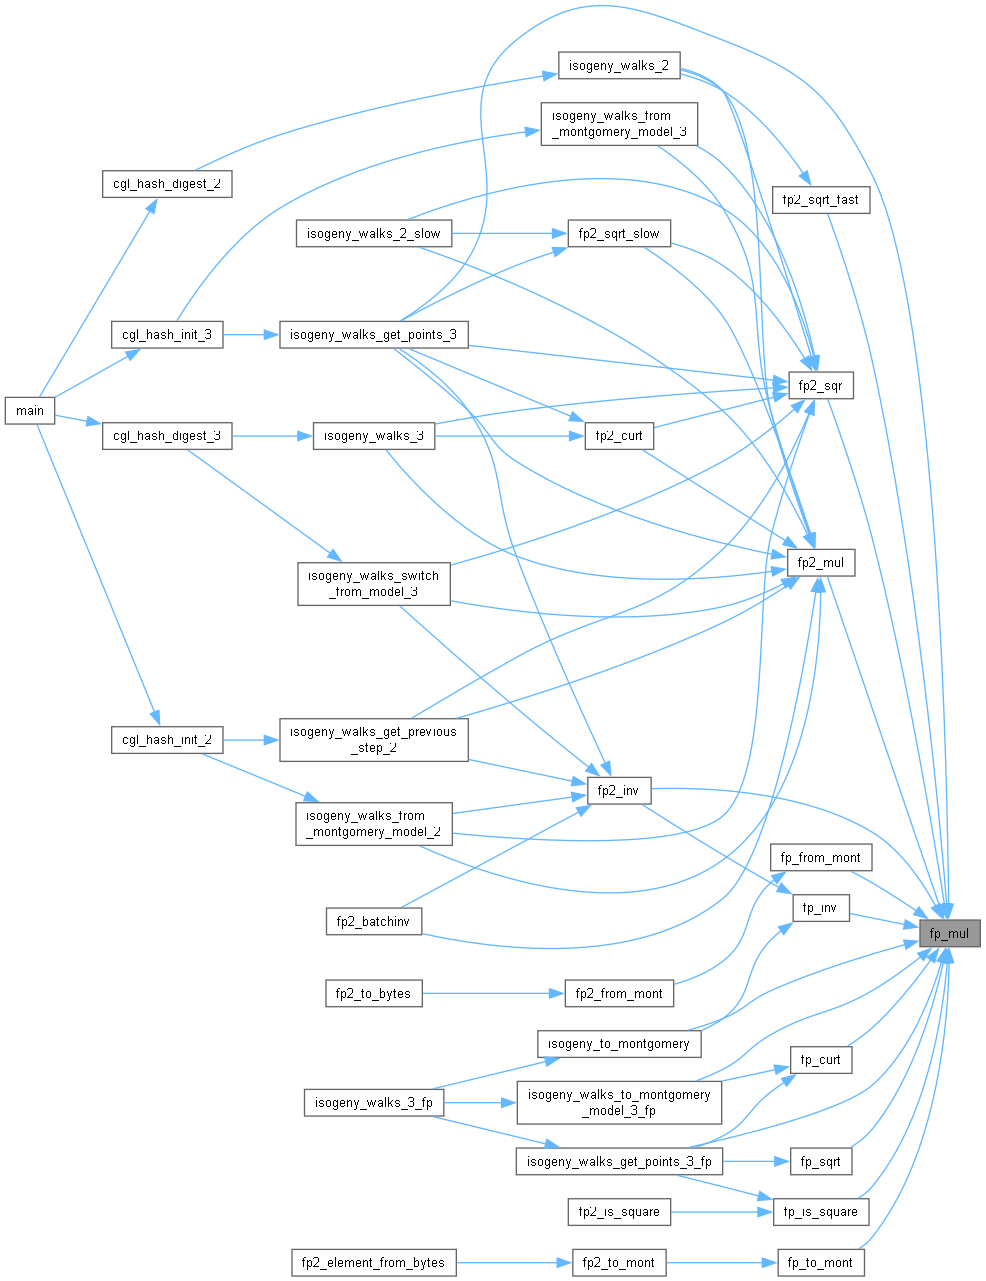 isogeny_walks_2
isogeny_walks_from
_montgomery_model_3
cgl_hash_digest_2
fp2_sqrt_fast
isogeny_walks_2_slow
fp2_sqrt_slow
cgl_hash_init_3
isogeny_walks_get_points_3
fp2_sqr
main
cgl_hash_digest_3
isogeny_walks_3
fp2_curt
fp2_mul
isogeny_walks_switch
_from_model_3
cgl_hash_init_2
isogeny_walks_get_previous
_step_2
fp2_inv
isogeny_walks_from
_montgomery_model_2
fp_from_mont
fp_inv
fp2_batchinv
fp_mul
fp2_to_bytes
fp2_from_mont
isogeny_to_montgomery
fp_curt
isogeny_walks_3_fp
isogeny_walks_to_montgomery
_model_3_fp
isogeny_walks_get_points_3_fp
fp_sqrt
fp2_is_square
fp_is_square
fp2_element_from_bytes
fp2_to_mont
fp_to_mont